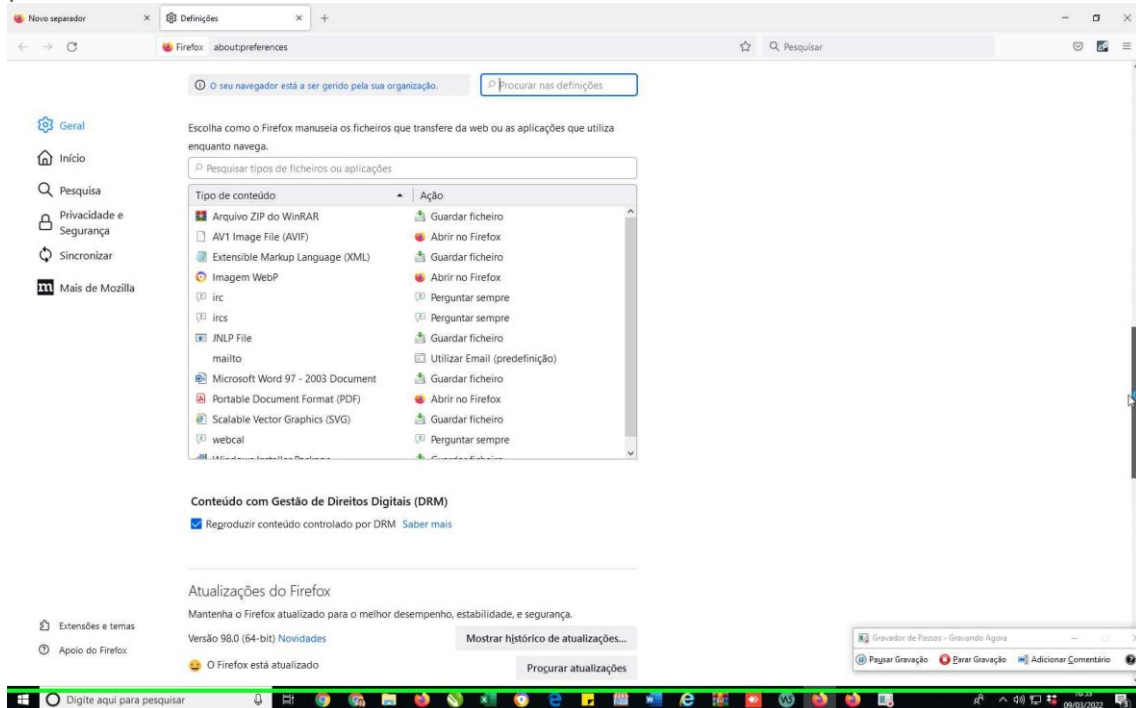 Novo separador
Definições
Firefox about:preferences
Pesquisar
O seu navegador está a ser gerido pela sua organização.
Procurar nas definições
Geral
Início
Pesquisa
Privacidade e
Segurança
Sincronizar
Mais de Mozilla
Escolha como o Firefox manuseia os ficheiros que transfere da web ou as aplicações que utiliza
enquanto navega.
Pesquisar tipos de ficheiros ou aplicações
Tipo de conteúdo Ação
Arquivo ZIP do WinRAR Guardar ficheiro
AV1 Image File (AVIF) Abrir no Firefox
Extensible Markup Language (XML) Guardar ficheiro
Imagem WebP Abrir no Firefox
irc Perguntar sempre
ircs Perguntar sempre
JNLP File Guardar ficheiro
mailto Utilizar Email (predefinição)
Microsoft Word 97 - 2003 Document Guardar ficheiro
Portable Document Format (PDF) Abrir no Firefox
Scalable Vector Graphics (SVG) Guardar ficheiro
webcal Perguntar sempre
Windows Installer Package Guardar ficheiro
Conteúdo com Gestão de Direitos Digitais (DRM)
Reproduzir conteúdo controlado por DRM Saber mais
Atualizações do Firefox
Mantenha o Firefox atualizado para o melhor desempenho, estabilidade, e segurança.
Versão 98.0 (64-bit) Novidades
Mostrar histórico de atualizações...
O Firefox está atualizado
Procurar atualizações
Extensões e temas
Apoio do Firefox
Gravador de Passos - Gravando Agora
Pausar Gravação Parar Gravação Adicionar Comentário
Digite aqui para pesquisar
09/03/2022